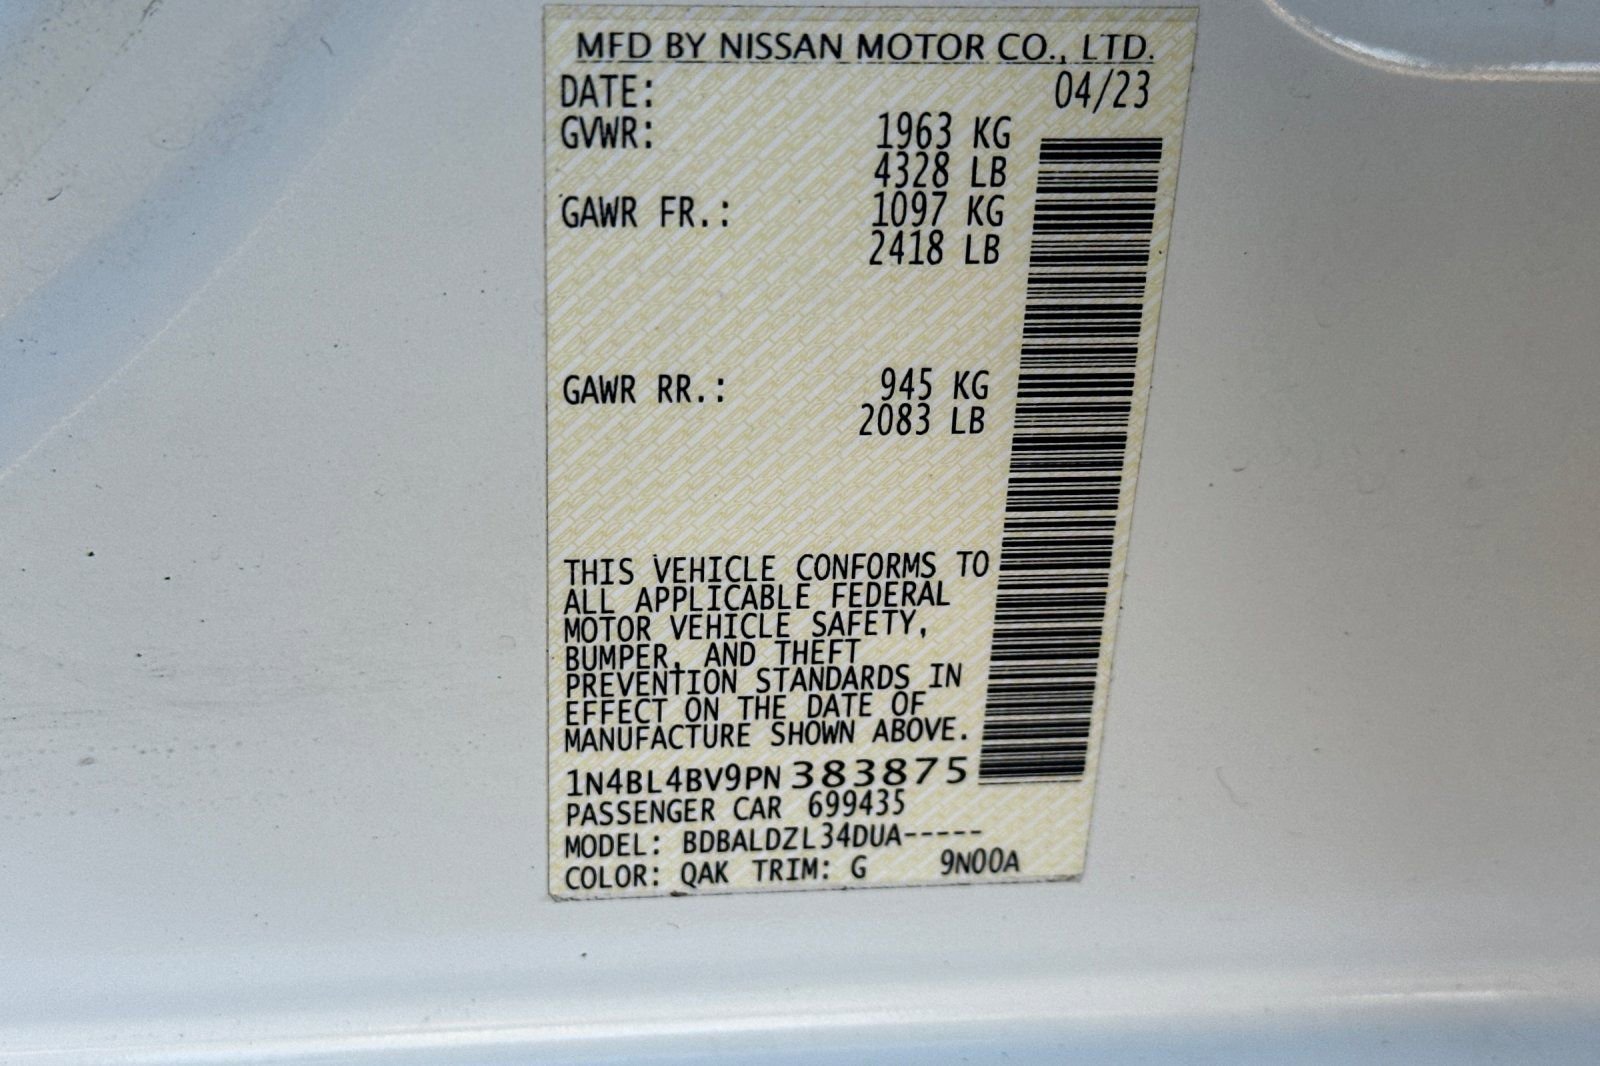 MFD BY NISSAN MOTOR CO., LTD.
DATE: 04/23
GVWR: 1963 KG
4328 LB
GAWR FR.: 1097 KG
2418 LB
GAWR RR.: 945 KG
2083 LB
THIS VEHICLE CONFORMS TO
ALL APPLICABLE FEDERAL
MOTOR VEHICLE SAFETY,
BUMPER, AND THEFT
PREVENTION STANDARDS IN
EFFECT ON THE DATE OF
MANUFACTURE SHOWN ABOVE.
1N4BL4BV9PN383875
PASSENGER CAR 699435
MODEL: BDBALDZL34DUA-----
COLOR: QAK TRIM: G 9N00A